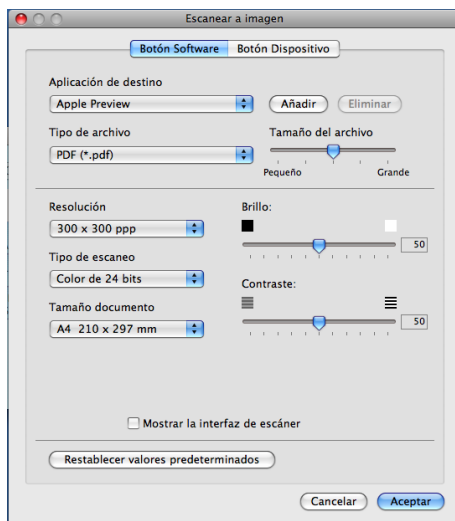 Escanear a imagen
Botón Software Botón Dispositivo
Aplicación de destino
Apple Preview Añadir Eliminar
Tipo de archivo Tamaño del archivo
PDF (*.pdf)
Pequeño Grande
Resolución Brillo:
300 x 300 ppp
50
Tipo de escaneo
Color de 24 bits
Contraste:
Tamaño documento
A4 210 x 297 mm 50
Mostrar la interfaz de escáner
Restablecer valores predeterminados
Cancelar Aceptar